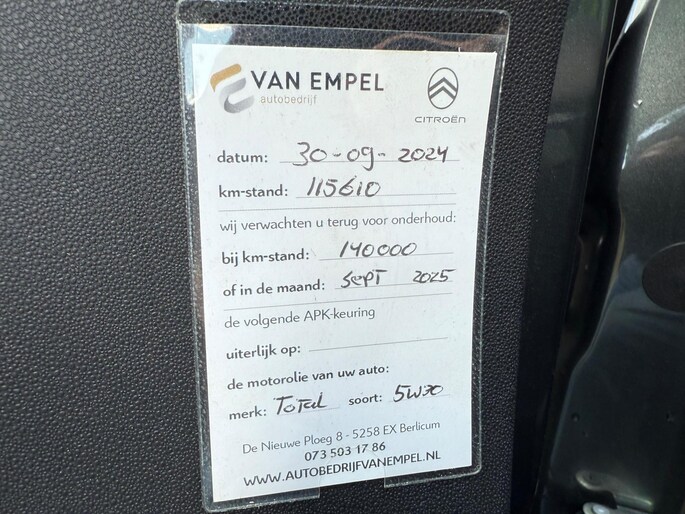 VAN EMPEL
autobedrijf
CITROËN
datum: 30-09-2024
km-stand: 115610
wij verwachten u terug voor onderhoud:
bij km-stand: 140000
of in de maand: Sept 2025
de volgende APK-keuring
uiterlijk op:
de motorolie van uw auto:
merk: Total soort: 5W30
De Nieuwe Ploeg 8 - 5258 EX Berlicum
073 503 17 86
WWW.AUTOBEDRIJFVANEMPEL.NL